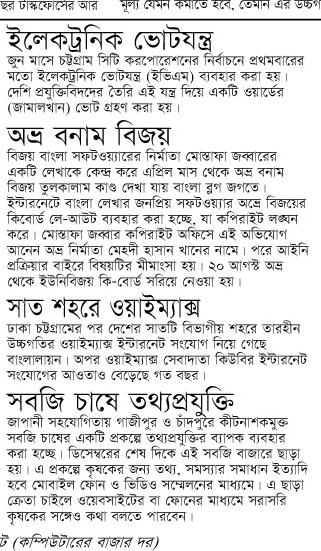 ছর টাস্কফোসের আর
মূল্য যেমন কমাতে হবে, তেমনি এর উচ্চগ
ইলেকট্রনিক ভোটযন্ত্র
জুন মাসে চট্টগ্রাম সিটি করপোরেশনের নির্বাচনে প্রথমবারের
মতো ইলেকট্রনিক ভোটযন্ত্র (ইভিএম) ব্যবহার করা হয়।
দেশি প্রযুক্তিবিদদের তৈরি এই যন্ত্র দিয়ে একটি ওয়ার্ডের
(জামালখান) ভোট গ্রহণ করা হয়।
অভ্র বনাম বিজয়
বিজয় বাংলা সফটওয়্যারের নির্মাতা মোস্তাফা জব্বারের
একটি লেখাকে কেন্দ্র করে এপ্রিল মাস থেকে অভ্র বনাম
বিজয় তুলকালাম কাণ্ড দেখা যায় বাংলা ব্লগ জগতে।
ইন্টারনেটে বাংলা লেখার জনপ্রিয় সফটওয়্যার অভ্রে বিজয়ের
কিবোর্ড লে-আউট ব্যবহার করা হচ্ছে, যা কপিরাইট লঙ্ঘন
করে। মোস্তাফা জব্বার কপিরাইট অফিসে এই অভিযোগ
আনেন অভ্র নির্মাতা মেহদী হাসান খানের নামে। পরে আইনি
প্রক্রিয়ার বাইরে বিষয়টির মীমাংসা হয়। ২০ আগস্ট অভ্র
থেকে ইউনিবিজয় কি-বোর্ড সরিয়ে নেওয়া হয়।
সাত শহরে ওয়াইম্যাক্স
ঢাকা চট্টগ্রামের পর দেশের সাতটি বিভাগীয় শহরে তারহীন
উচ্চগতির ওয়াইম্যাক্স ইন্টারনেট সংযোগ নিয়ে গেছে
বাংলালায়ন। অপর ওয়াইম্যাক্স সেবাদাতা কিউবির ইন্টারনেট
সংযোগের আওতাও বেড়েছে গত বছর।
সবজি চাষে তথ্যপ্রযুক্তি
জাপানী সহযোগিতায় গাজীপুর ও চাঁদপুরে কীটনাশকমুক্ত
সবজি চাষের একটি প্রকল্পে তথ্যপ্রযুক্তির ব্যাপক ব্যবহার
করা হচ্ছে। ডিসেম্বরের শেষ দিকে এই সবজি বাজারে ছাড়া
হয়। এ প্রকল্পে কৃষকের জন্য তথ্য, সমস্যার সমাধান ইত্যাদি
হবে মোবাইল ফোন ও ভিডিও সম্মেলনের মাধ্যমে। এ ছাড়া
ক্রেতা চাইলে ওয়েবসাইটের বা ফোনের মাধ্যমে সরাসরি
কৃষকের সঙ্গেও কথা বলতে পারবেন।
ট (কম্পিউটারের বাজার দর)